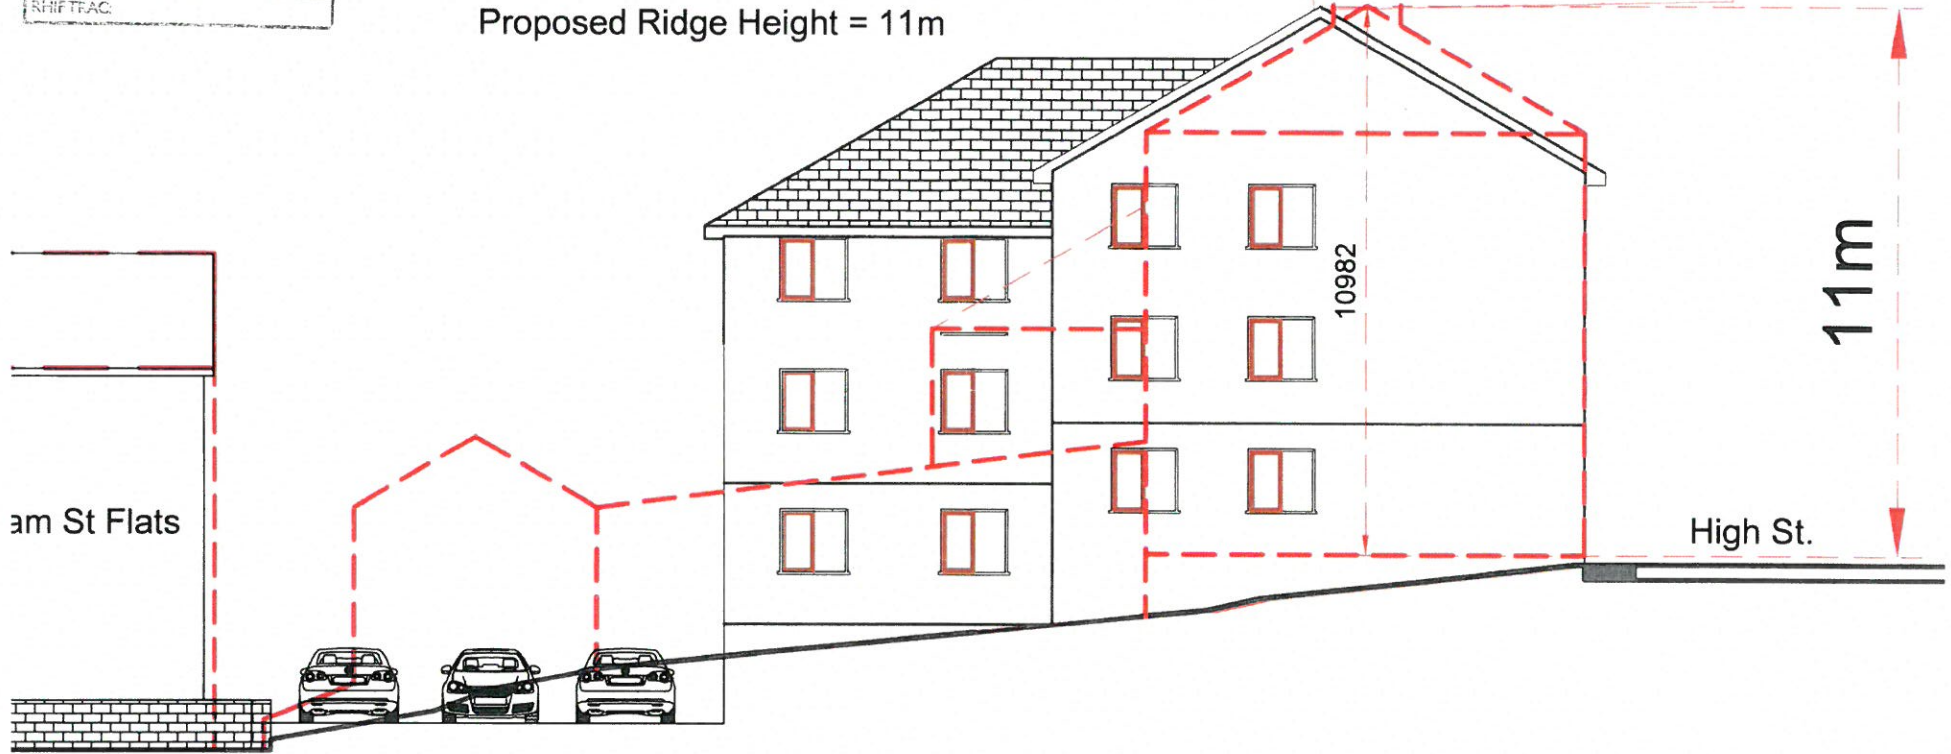 Proposed Ridge Height = 11m
10982
11m
am St Flats
High St.